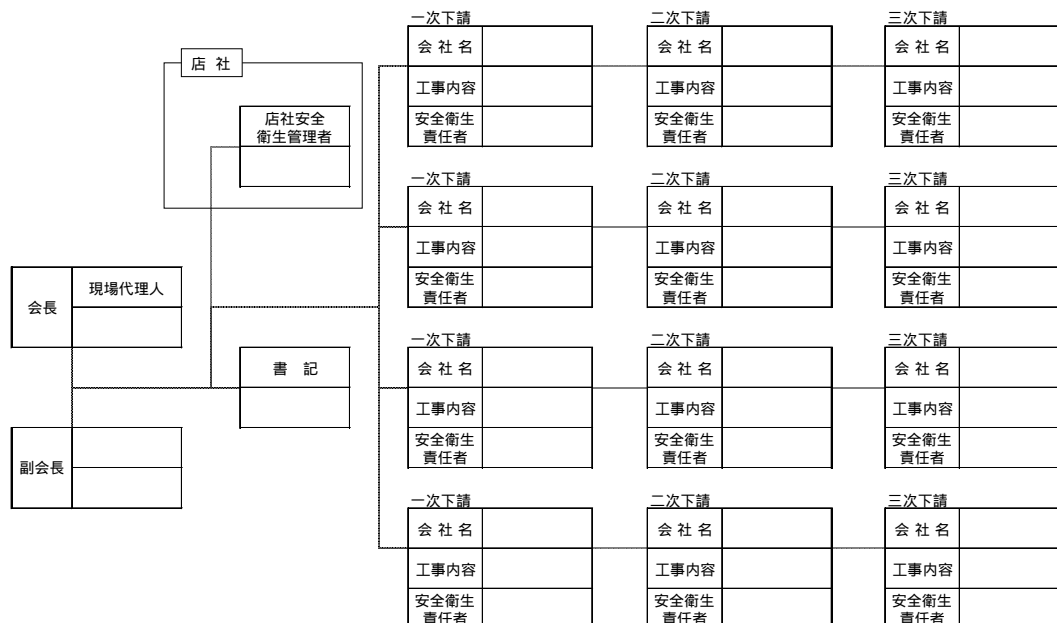 一次下請 二次下請 三次下請
会 社 名 会 社 名 会 社 名
店 社
工事内容 工事内容 工事内容
店社安全
衛生管理者
安全衛生
責任者
安全衛生
責任者
安全衛生
責任者
一次下請 二次下請 三次下請
会 社 名 会 社 名 会 社 名
工事内容 工事内容 工事内容
安全衛生
責任者
安全衛生
責任者
安全衛生
責任者
会長
現場代理人
書 記
副会長
一次下請 二次下請 三次下請
会 社 名 会 社 名 会 社 名
工事内容 工事内容 工事内容
安全衛生
責任者
安全衛生
責任者
安全衛生
責任者
一次下請 二次下請 三次下請
会 社 名 会 社 名 会 社 名
工事内容 工事内容 工事内容
安全衛生
責任者
安全衛生
責任者
安全衛生
責任者